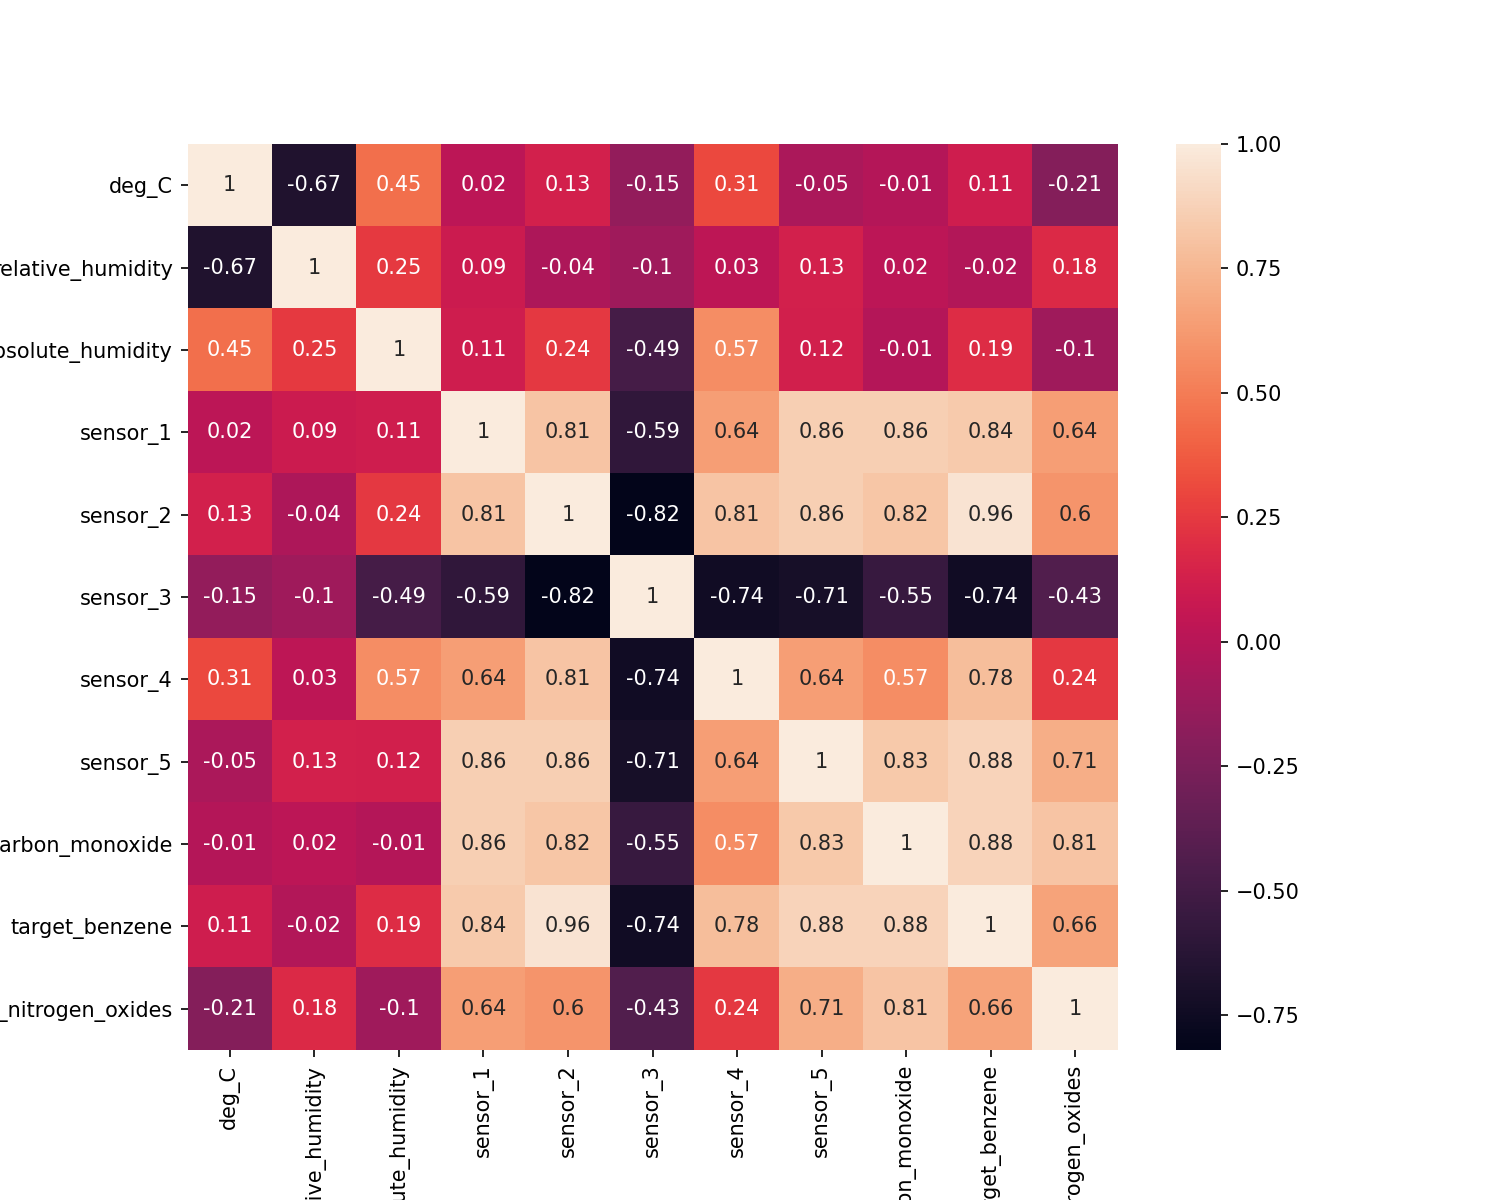 deg_C 1 -0.67 0.45 0.02 0.13 -0.15 0.31 -0.05 -0.01 0.11 -0.21
elative_humidity -0.67 1 0.25 0.09 -0.04 -0.1 0.03 0.13 0.02 -0.02 0.18
bsolute_humidity 0.45 0.25 1 0.11 0.24 -0.49 0.57 0.12 -0.01 0.19 -0.1
sensor_1 0.02 0.09 0.11 1 0.81 -0.59 0.64 0.86 0.86 0.84 0.64
sensor_2 0.13 -0.04 0.24 0.81 1 -0.82 0.81 0.86 0.82 0.96 0.6
sensor_3 -0.15 -0.1 -0.49 -0.59 -0.82 1 -0.74 -0.71 -0.55 -0.74 -0.43
sensor_4 0.31 0.03 0.57 0.64 0.81 -0.74 1 0.64 0.57 0.78 0.24
sensor_5 -0.05 0.13 0.12 0.86 0.86 -0.71 0.64 1 0.83 0.88 0.71
arbon_monoxide -0.01 0.02 -0.01 0.86 0.82 -0.55 0.57 0.83 1 0.88 0.81
target_benzene 0.11 -0.02 0.19 0.84 0.96 -0.74 0.78 0.88 0.88 1 0.66
_nitrogen_oxides -0.21 0.18 -0.1 0.64 0.6 -0.43 0.24 0.71 0.81 0.66 1
deg_C
ive_humidity
ute_humidity
sensor_1
sensor_2
sensor_3
sensor_4
sensor_5
on_monoxide
get_benzene
rogen_oxides
1.00
0.75
0.50
0.25
0.00
−0.25
−0.50
−0.75